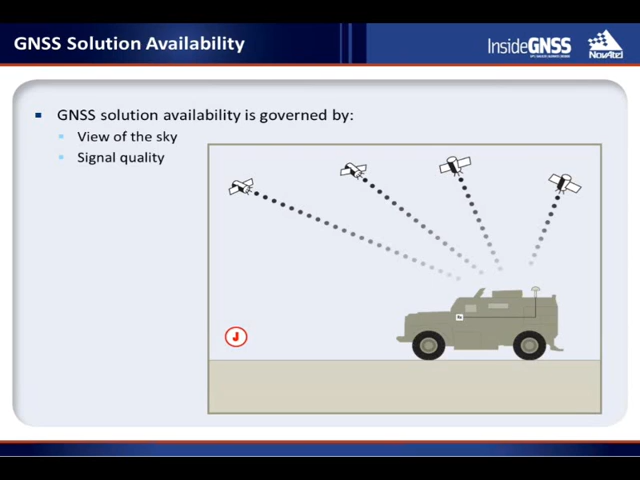 GNSS Solution Availability
InsideGNSS
NovAtel
GNSS solution availability is governed by:
View of the sky
Signal quality
J